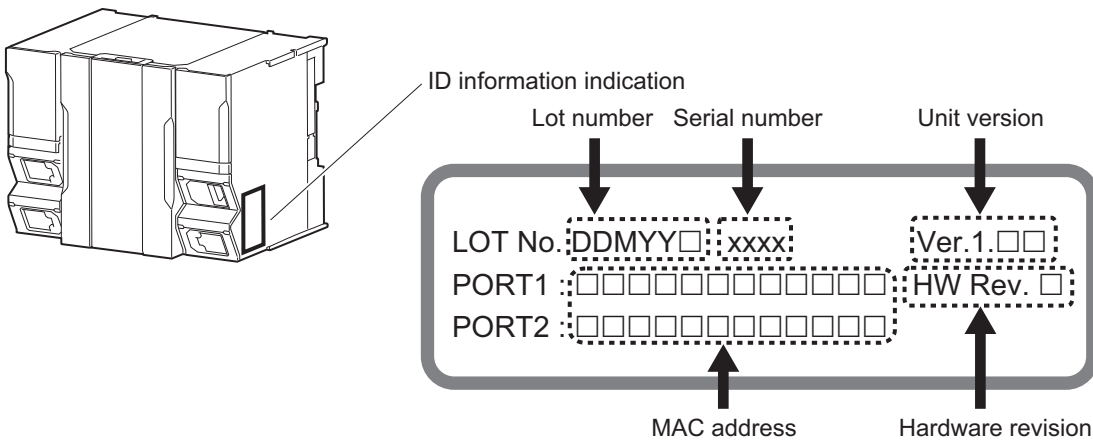 ID information indication
Lot number Serial number Unit version
LOT No. DDMYY□ xxxx Ver.1.□□
PORT1 : □□□□□□□□□□□□ HW Rev. □
PORT2 : □□□□□□□□□□□□
MAC address Hardware revision